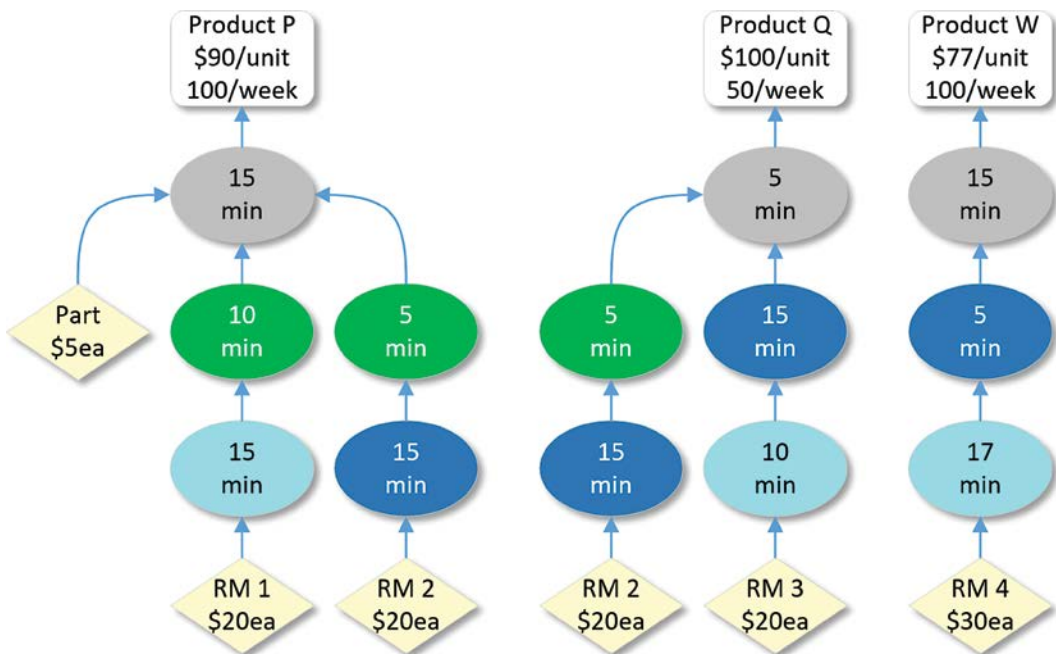 Product P
$90/unit
100/week
Product Q
$100/unit
50/week
Product W
$77/unit
100/week
15
min
5
min
15
min
Part
$5ea
10
min
5
min
5
min
15
min
5
min
15
min
15
min
15
min
10
min
17
min
RM 1
$20ea
RM 2
$20ea
RM 2
$20ea
RM 3
$20ea
RM 4
$30ea